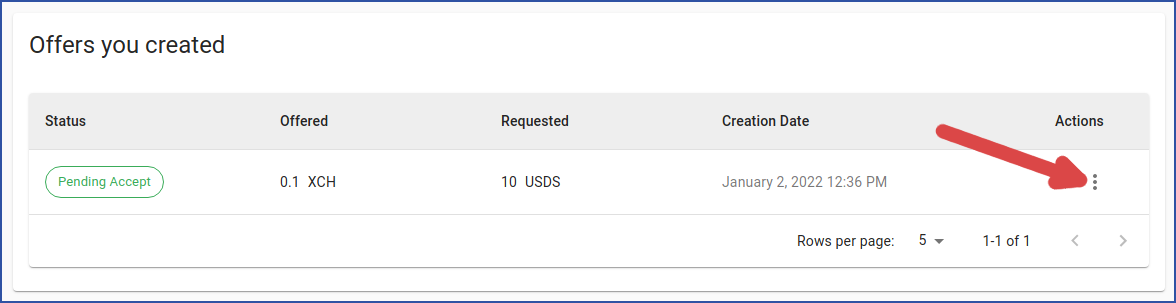 Offers you created
Status Offered Requested Creation Date Actions
Pending Accept 0.1 XCH 10 USDS January 2, 2022 12:36 PM
Rows per page: 5 1-1 of 1